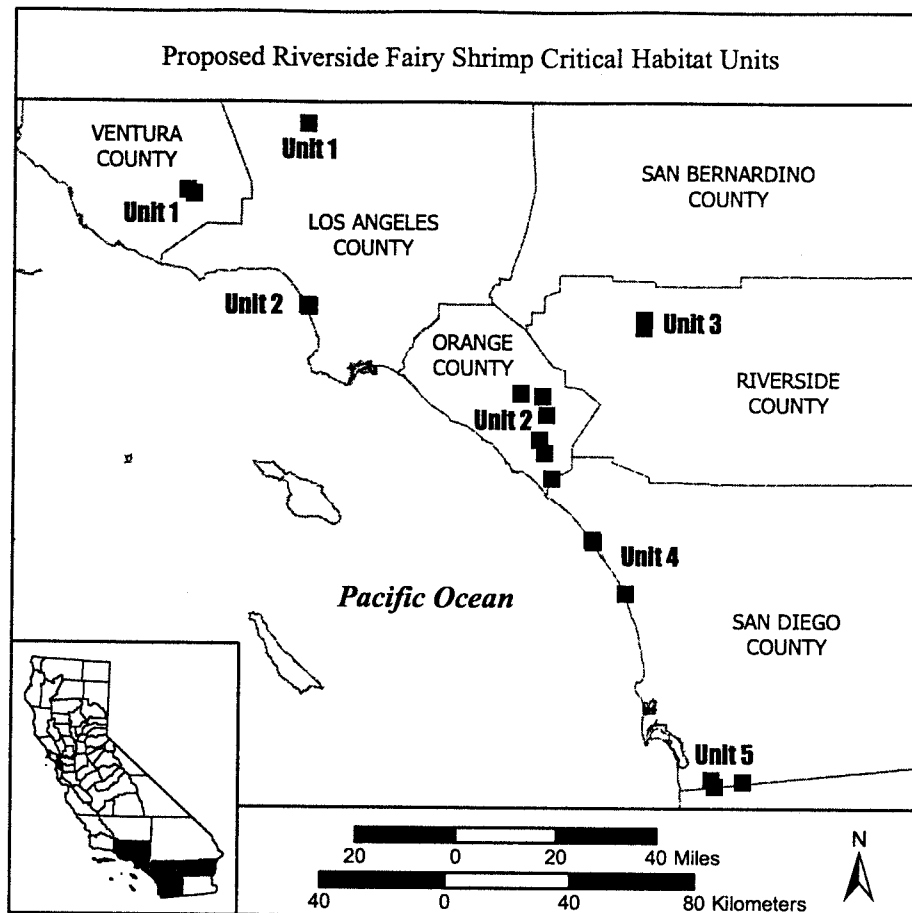 Proposed Riverside Fairy Shrimp Critical Habitat Units
VENTURA
COUNTY
Unit 1
Unit 1
LOS ANGELES
COUNTY
SAN BERNARDINO
COUNTY
Unit 2
Unit 3
ORANGE
COUNTY
RIVERSIDE
COUNTY
Unit 2
Unit 4
Pacific Ocean
SAN DIEGO
COUNTY
Unit 5
20 0 20 40 Miles
40 0 40 80 Kilometers
N